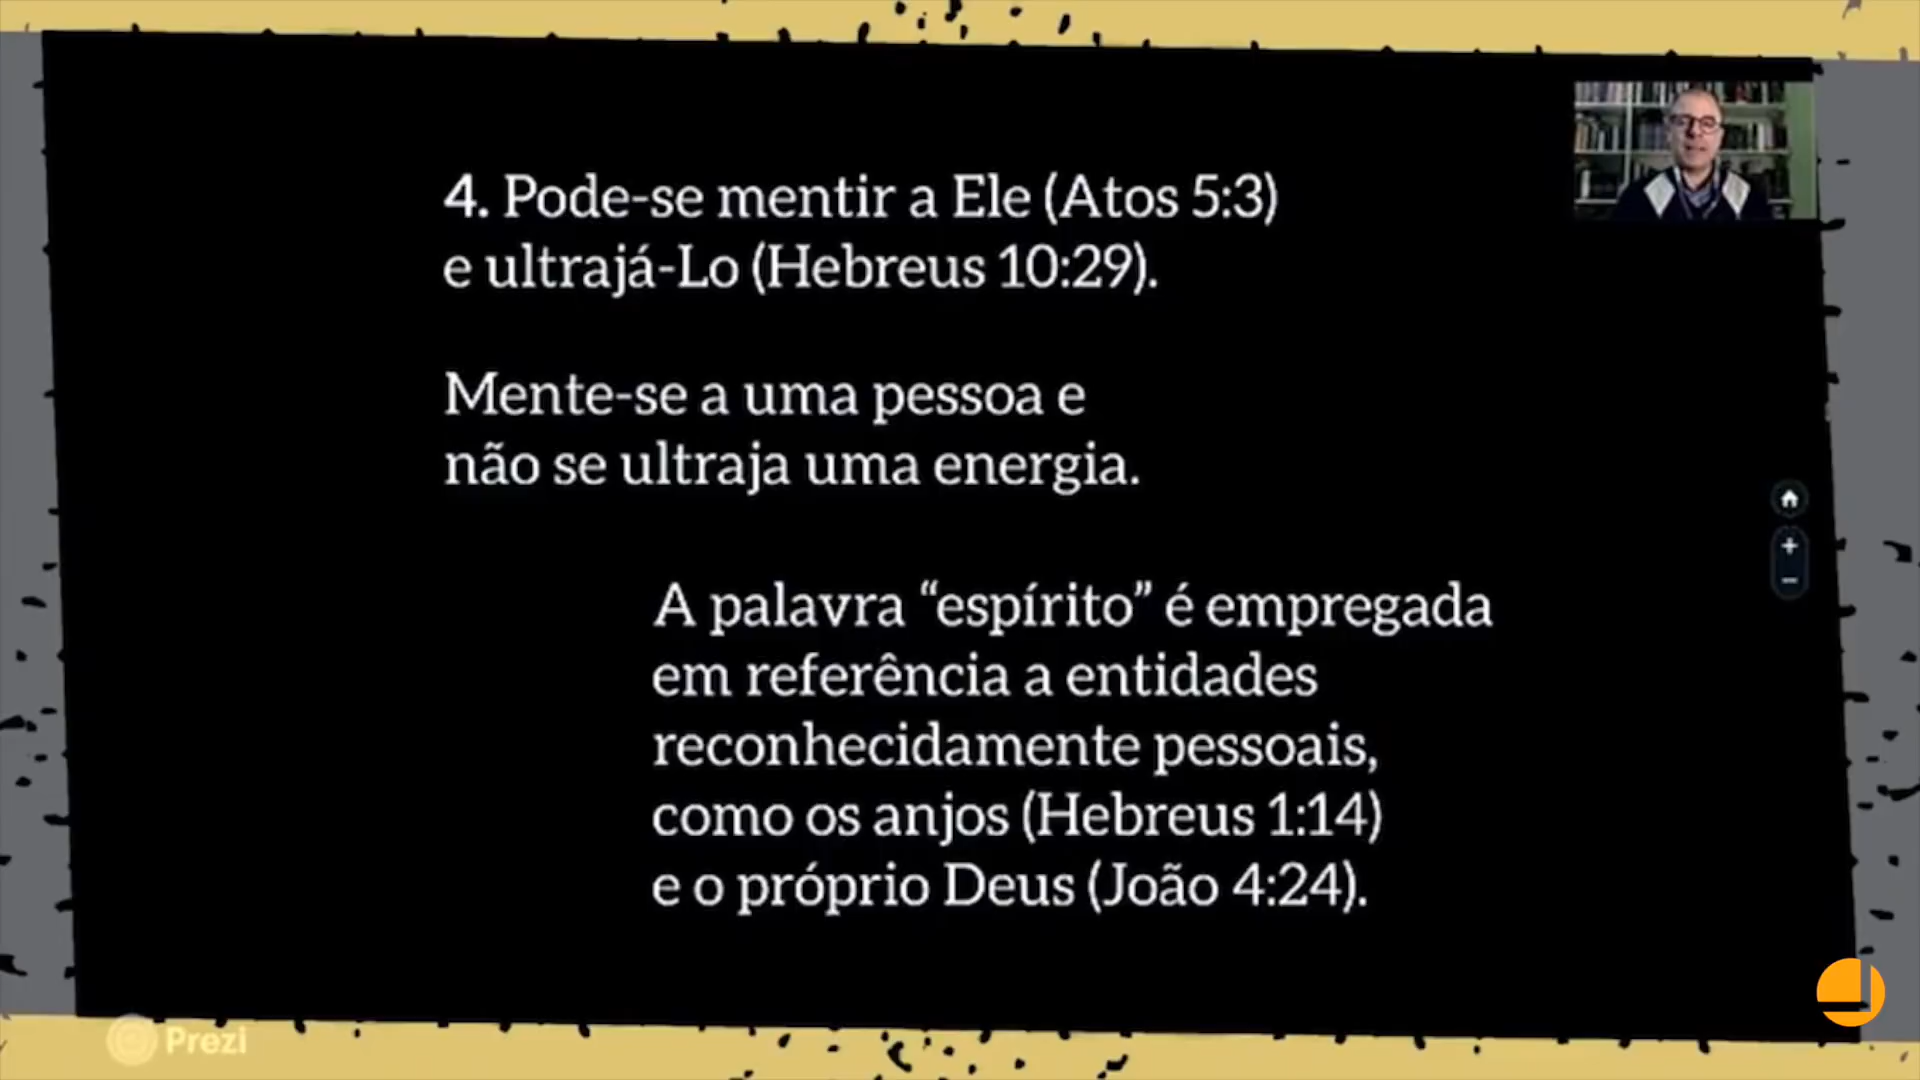 4. Pode-se mentir a Ele (Atos 5:3)
e ultrajá-Lo (Hebreus 10:29).
Mente-se a uma pessoa e
não se ultraja uma energia.
A palavra “espírito” é empregada
em referência a entidades
reconhecidamente pessoais,
como os anjos (Hebreus 1:14)
e o próprio Deus (João 4:24).
Prezi